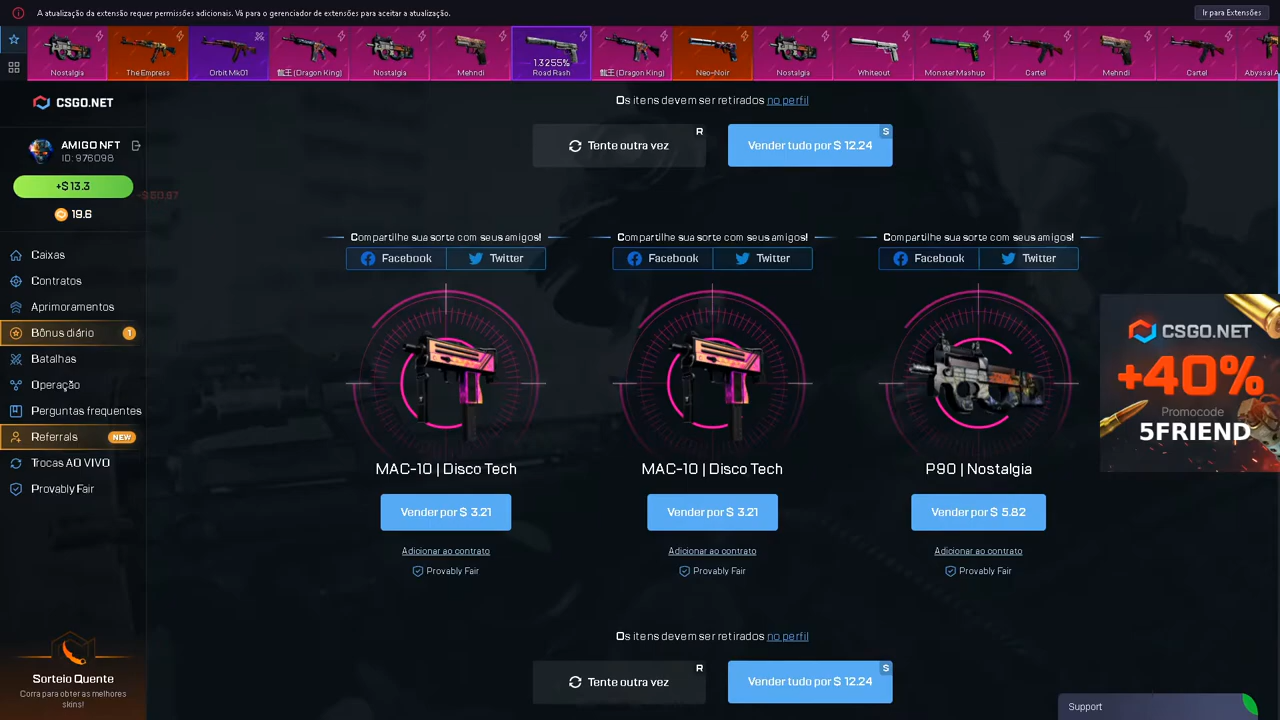 A atualização da extensão requer permissões adicionais. Vá para o gerenciador de extensões para aceitar a atualização.
Ir para Extensões
Nostalgia
The Empress
Orbit Mk01
龍王 (Dragon King)
Nostalgia
Mehndi
1.3255%
Road Rash
龍王 (Dragon King)
Neo-Noir
Nostalgia
Whiteout
Monster Mashup
Cartel
Mehndi
Cartel
Abyssal A
CSGO.NET
AMIGO NFT
ID: 976098
+$ 13.3
19.6
Caixas
Contratos
Aprimoramentos
Bônus diário
1
Batalhas
Operação
Perguntas frequentes
Referrals
NEW
Trocas AO VIVO
Provably Fair
Sorteio Quente
Corra para obter as melhores
skins!
Os itens devem ser retirados no perfil
Tente outra vez
R
Vender tudo por $ 12.24
S
Compartilhe sua sorte com seus amigos!
Facebook
Twitter
MAC-10 | Disco Tech
Vender por $ 3.21
Adicionar ao contrato
Provably Fair
Compartilhe sua sorte com seus amigos!
Facebook
Twitter
MAC-10 | Disco Tech
Vender por $ 3.21
Adicionar ao contrato
Provably Fair
Compartilhe sua sorte com seus amigos!
Facebook
Twitter
P90 | Nostalgia
Vender por $ 5.82
Adicionar ao contrato
Provably Fair
Os itens devem ser retirados no perfil
Tente outra vez
R
Vender tudo por $ 12.24
S
CSGO.NET
+40%
Promocode
5FRIEND
Support